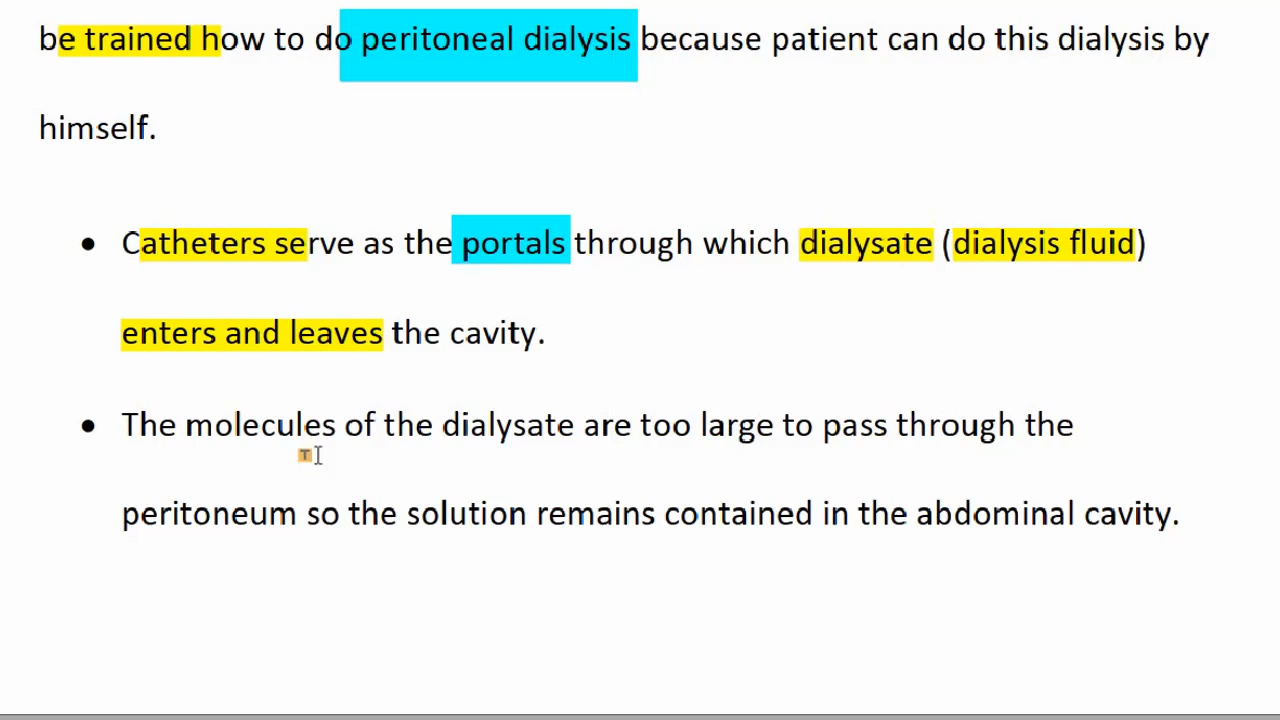 be trained how to do peritoneal dialysis because patient can do this dialysis by
himself.
• Catheters serve as the portals through which dialysate (dialysis fluid)
enters and leaves the cavity.
• The molecules of the dialysate are too large to pass through the
T
peritoneum so the solution remains contained in the abdominal cavity.